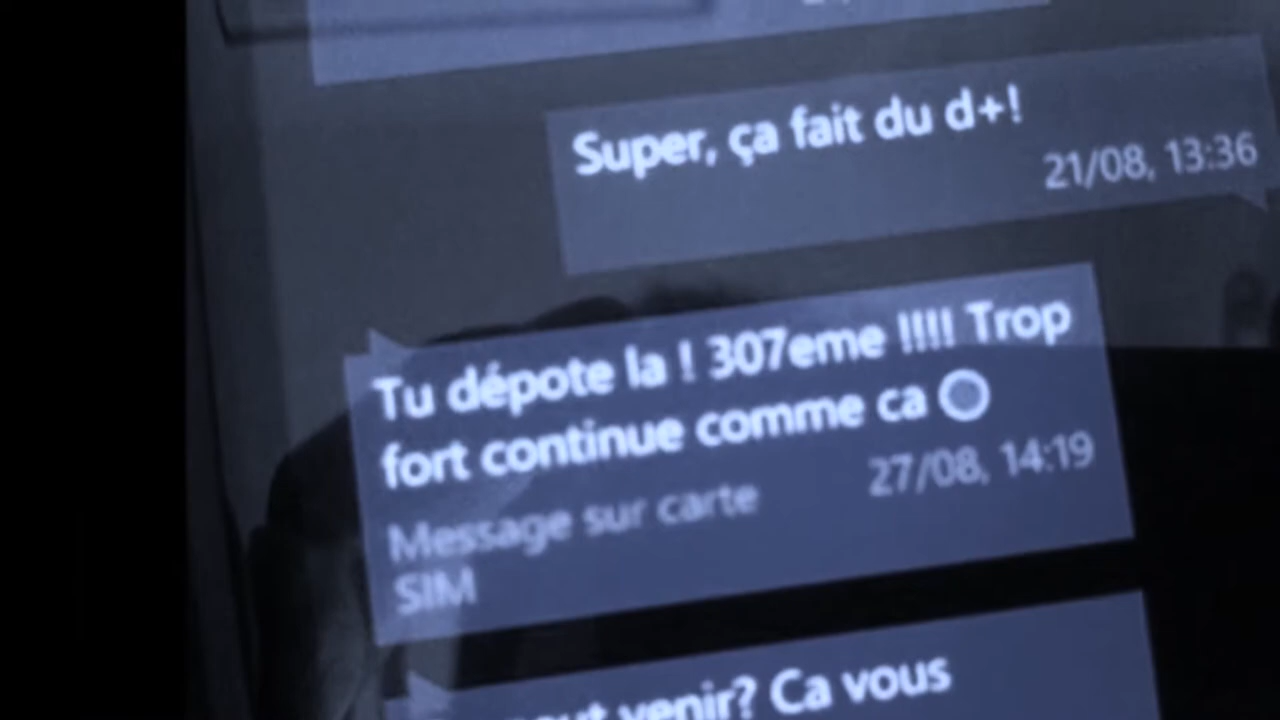 Super, ça fait du d+!
21/08, 13:36
Tu dépote la ! 307eme !!!! Trop
fort continue comme ca
27/08, 14:19
Message sur carte
SIM
venir? Ca vous